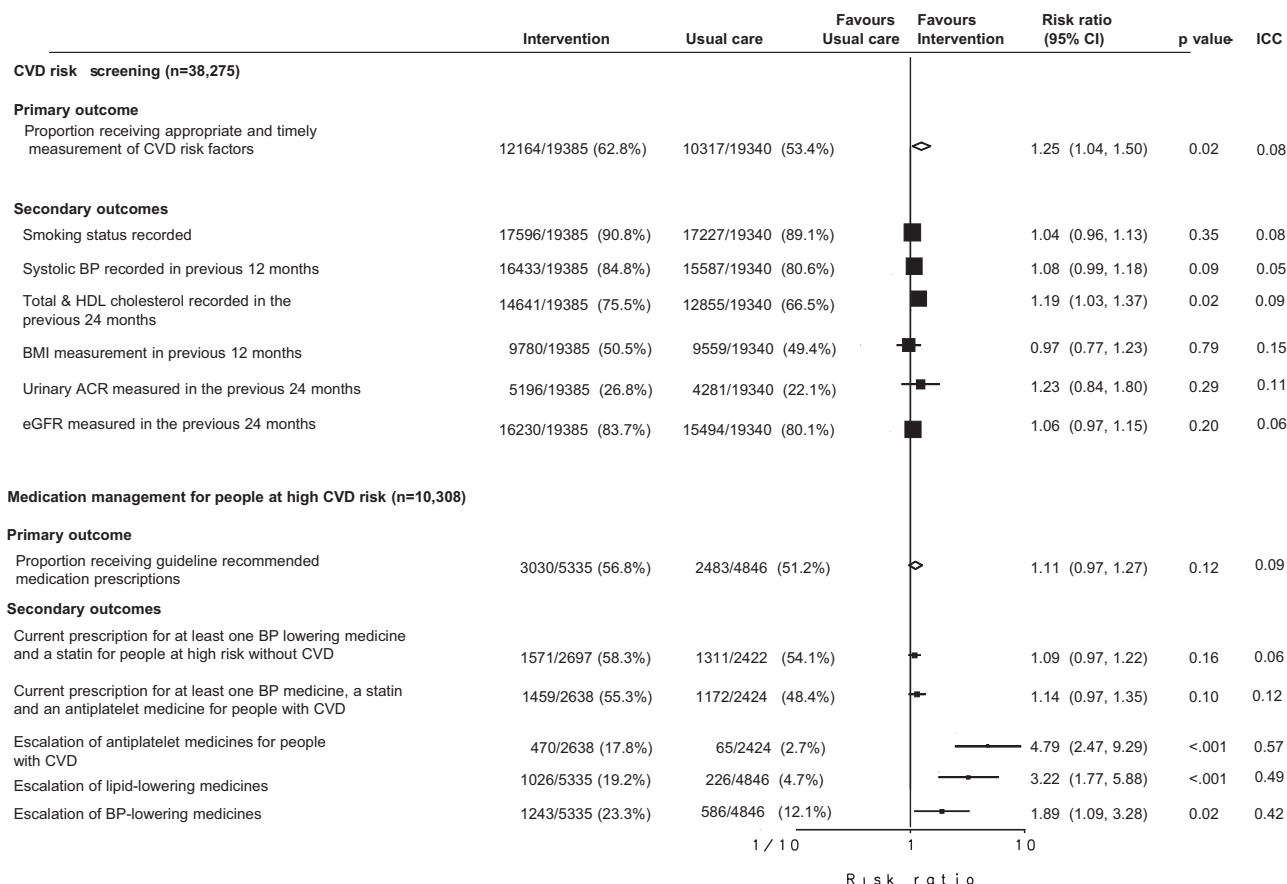 Favours Favours Risk ratio
Intervention Usual care Usual care Intervention (95% CI) p value ICC
CVD risk screening (n=38,275)
Primary outcome
Proportion receiving appropriate and timely
measurement of CVD risk factors 12164/19385 (62.8%) 10317/19340 (53.4%) 1.25 (1.04, 1.50) 0.02 0.08
Secondary outcomes
Smoking status recorded 17596/19385 (90.8%) 17227/19340 (89.1%) 1.04 (0.96, 1.13) 0.35 0.08
Systolic BP recorded in previous 12 months 16433/19385 (84.8%) 15587/19340 (80.6%) 1.08 (0.99, 1.18) 0.09 0.05
Total & HDL cholesterol recorded in the 14641/19385 (75.5%) 12855/19340 (66.5%) 1.19 (1.03, 1.37) 0.02 0.09
previous 24 months
BMI measurement in previous 12 months 9780/19385 (50.5%) 9559/19340 (49.4%) 0.97 (0.77, 1.23) 0.79 0.15
Urinary ACR measured in the previous 24 months 5196/19385 (26.8%) 4281/19340 (22.1%) 1.23 (0.84, 1.80) 0.29 0.11
eGFR measured in the previous 24 months 16230/19385 (83.7%) 15494/19340 (80.1%) 1.06 (0.97, 1.15) 0.20 0.06
Medication management for people at high CVD risk (n=10,308)
Primary outcome
Proportion receiving guideline recommended
medication prescriptions 3030/5335 (56.8%) 2483/4846 (51.2%) 1.11 (0.97, 1.27) 0.12 0.09
Secondary outcomes
Current prescription for at least one BP lowering medicine
and a statin for people at high risk without CVD 1571/2697 (58.3%) 1311/2422 (54.1%) 1.09 (0.97, 1.22) 0.16 0.06
Current prescription for at least one BP medicine, a statin 1459/2638 (55.3%) 1172/2424 (48.4%) 1.14 (0.97, 1.35) 0.10 0.12
and an antiplatelet medicine for people with CVD
Escalation of antiplatelet medicines for people 470/2638 (17.8%) 65/2424 (2.7%) 4.79 (2.47, 9.29) <.001 0.57
with CVD
Escalation of lipid-lowering medicines 1026/5335 (19.2%) 226/4846 (4.7%) 3.22 (1.77, 5.88) <.001 0.49
Escalation of BP-lowering medicines 1243/5335 (23.3%) 586/4846 (12.1%) 1.89 (1.09, 3.28) 0.02 0.42
1/10 1 10
Risk ratio